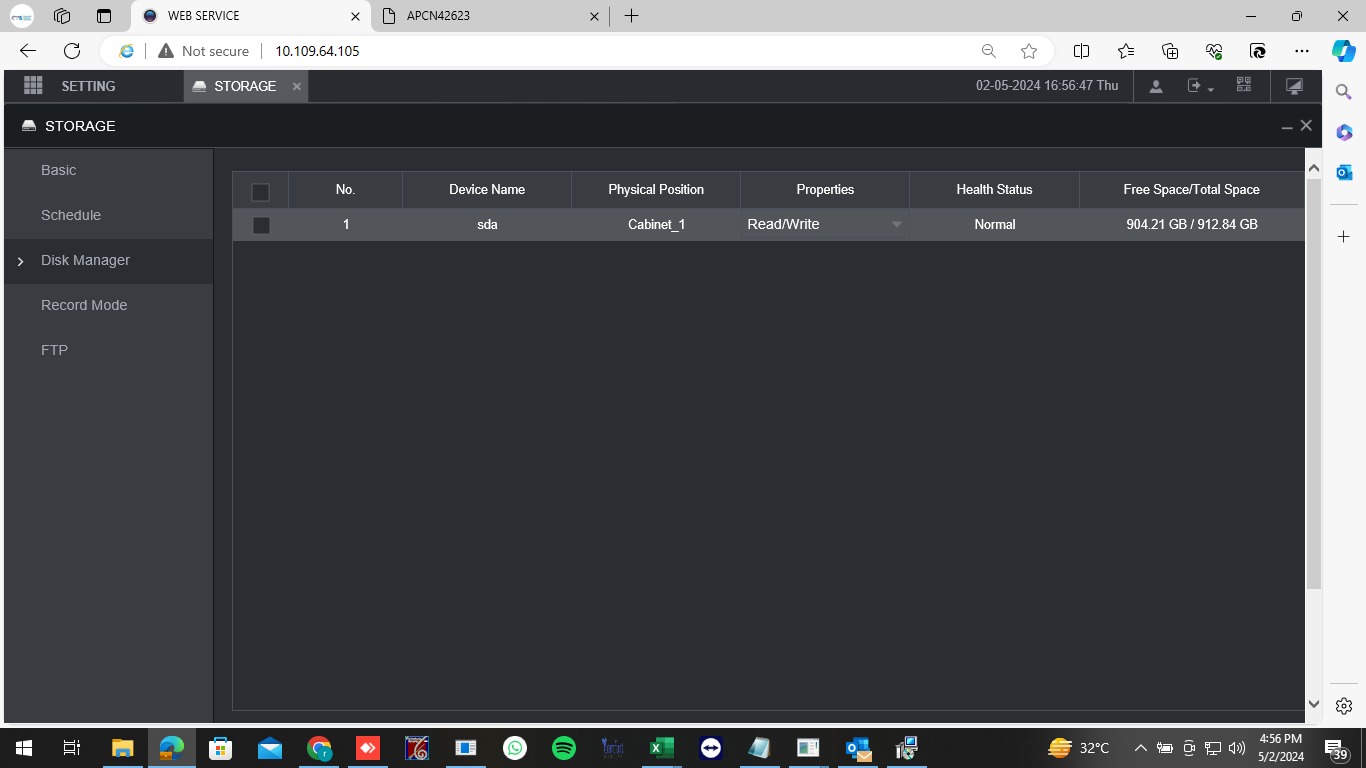 WEB SERVICE
APCN42623
Not secure
10.109.64.105
SETTING
STORAGE
02-05-2024 16:56:47 Thu
STORAGE
Basic
Schedule
Disk Manager
Record Mode
FTP
No. Device Name Physical Position Properties Health Status Free Space/Total Space
1 sda Cabinet_1 Read/Write Normal 904.21 GB / 912.84 GB
32°C
4:56 PM
5/2/2024
39